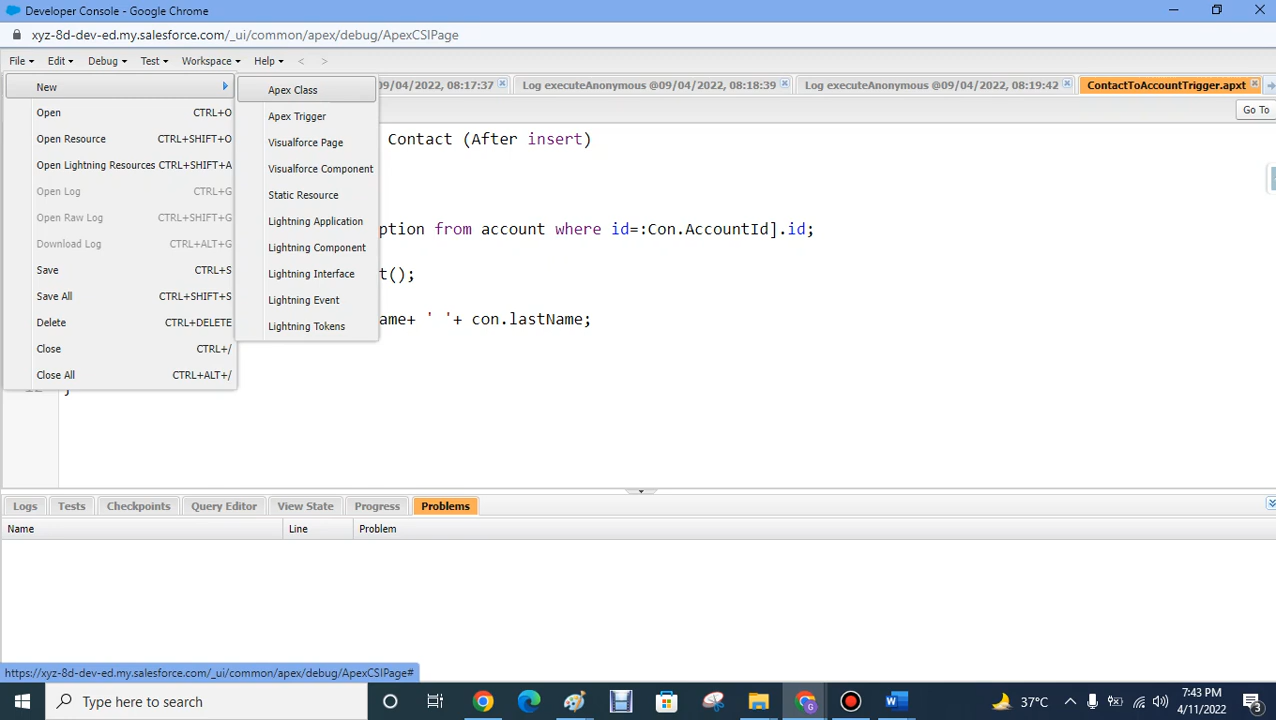 Developer Console - Google Chrome
xyz-8d-dev-ed.my.salesforce.com/_ui/common/apex/debug/ApexCSIPage
File Edit Debug Test Workspace Help < >
09/04/2022, 08:17:37 Log executeAnonymous @09/04/2022, 08:18:39 Log executeAnonymous @09/04/2022, 08:19:42 ContactToAccountTrigger.apxt
Go To
New
Open CTRL+O
Open Resource CTRL+SHIFT+O
Open Lightning Resources CTRL+SHIFT+A
Open Log CTRL+G
Open Raw Log CTRL+SHIFT+G
Download Log CTRL+ALT+G
Save CTRL+S
Save All CTRL+SHIFT+S
Delete CTRL+DELETE
Close CTRL+/
Close All CTRL+ALT+/
Apex Class
Apex Trigger
Visualforce Page
Visualforce Component
Static Resource
Lightning Application
Lightning Component
Lightning Interface
Lightning Event
Lightning Tokens
Contact (After insert)
ption from account where id=:Con.AccountId].id;
t();
ame+ ' '+ con.lastName;
}
Logs Tests Checkpoints Query Editor View State Progress Problems
Name Line Problem
https://xyz-8d-dev-ed.my.salesforce.com/_ui/common/apex/debug/ApexCSIPage#
Type here to search
37°C
7:43 PM
4/11/2022
3